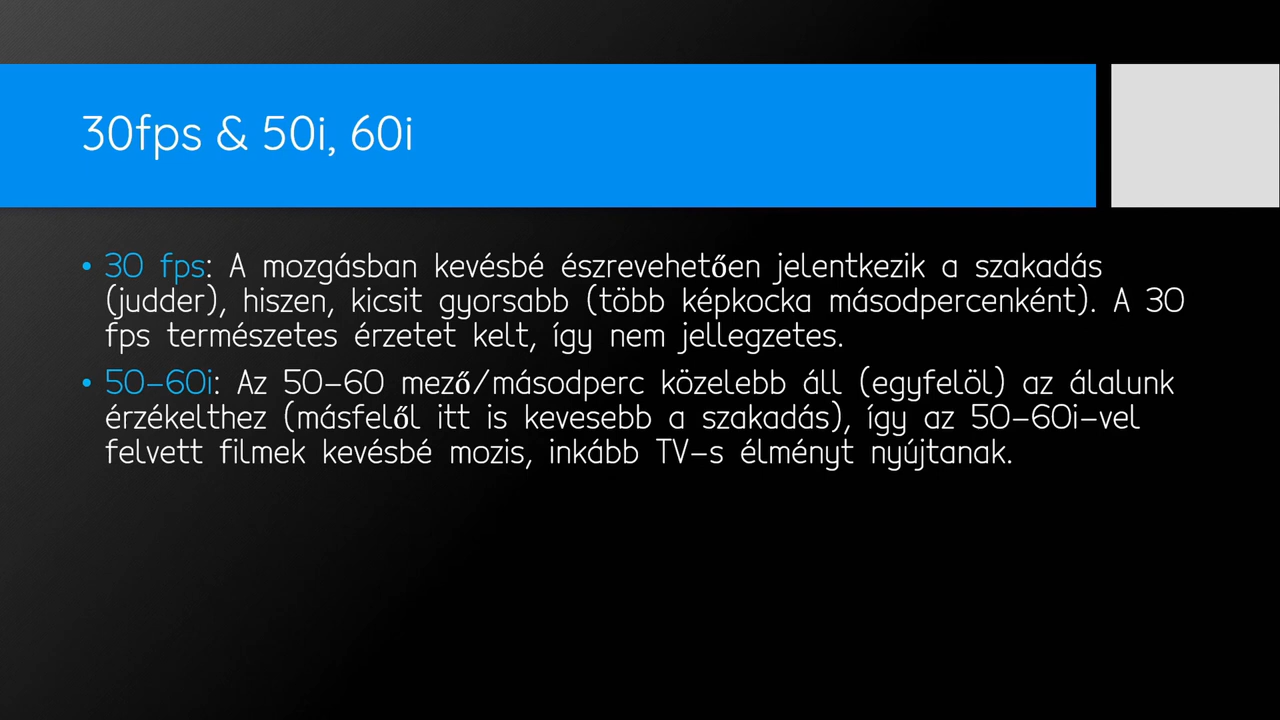 30fps & 50i, 60i
• 30 fps: A mozgásban kevésbé észrevehetően jelentkezik a szakadás
(judder), hiszen, kicsit gyorsabb (több képkocka másodpercenként). A 30
fps természetes érzetet kelt, így nem jellegzetes.
• 50-60i: Az 50-60 mező/másodperc közelebb áll (egyfelöl) az álalunk
érzékelthez (másfelől itt is kevesebb a szakadás), így az 50-60i-vel
felvett filmek kevésbé mozis, inkább TV-s élményt nyújtanak.